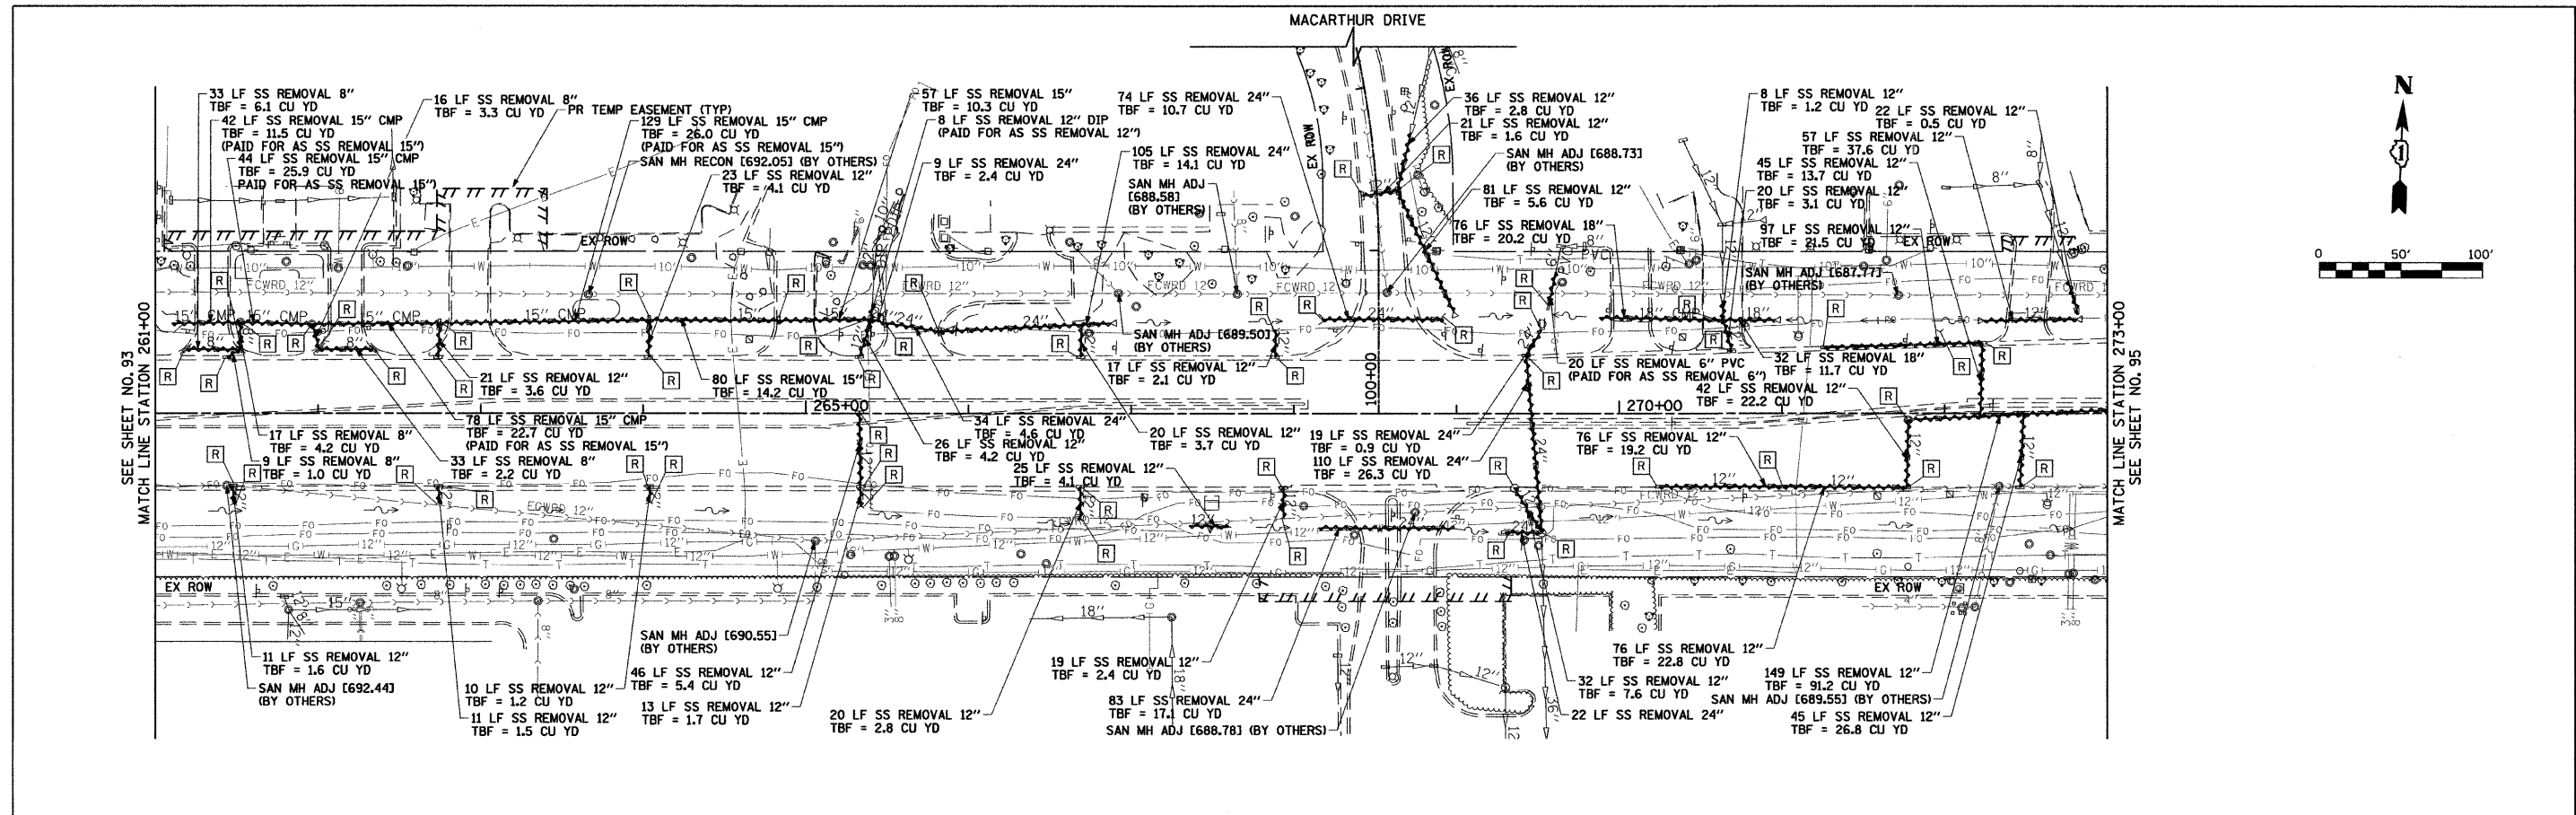 MACARTHUR DRIVE
33 LF SS REMOVAL 8"
TBF = 6.1 CU YD
42 LF SS REMOVAL 15" CMP
TBF = 11.5 CU YD
(PAID FOR AS SS REMOVAL 15")
44 LF SS REMOVAL 15" CMP
TBF = 25.9 CU YD
PAID FOR AS SS REMOVAL 15")
16 LF SS REMOVAL 8"
TBF = 3.3 CU YD
PR TEMP EASEMENT (TYP)
129 LF SS REMOVAL 15" CMP
TBF = 26.0 CU YD
(PAID FOR AS SS REMOVAL 15")
SAN MH RECON [692.05] (BY OTHERS)
23 LF SS REMOVAL 12"
TBF = 4.1 CU YD
57 LF SS REMOVAL 15"
TBF = 10.3 CU YD
8 LF SS REMOVAL 12" DIP
(PAID FOR AS SS REMOVAL 12")
9 LF SS REMOVAL 24"
TBF = 2.4 CU YD
74 LF SS REMOVAL 24"
TBF = 10.7 CU YD
105 LF SS REMOVAL 24"
TBF = 14.1 CU YD
SAN MH ADJ
[688.58]
(BY OTHERS)
36 LF SS REMOVAL 12"
TBF = 2.8 CU YD
21 LF SS REMOVAL 12"
TBF = 1.6 CU YD
SAN MH ADJ [688.73]
(BY OTHERS)
81 LF SS REMOVAL 12"
TBF = 5.6 CU YD
76 LF SS REMOVAL 18"
TBF = 20.2 CU YD
8 LF SS REMOVAL 12"
TBF = 1.2 CU YD
22 LF SS REMOVAL 12"
TBF = 0.5 CU YD
57 LF SS REMOVAL 12"
TBF = 37.6 CU YD
45 LF SS REMOVAL 12"
TBF = 13.7 CU YD
20 LF SS REMOVAL 12"
TBF = 3.1 CU YD
97 LF SS REMOVAL 12"
TBF = 21.5 CU YD
SAN MH ADJ [687.77]
(BY OTHERS)
N
0 50' 100'
EX ROW
EX ROW
EX ROW
EX ROW
SEE SHEET NO. 93
MATCH LINE STATION 261+00
MATCH LINE STATION 273+00
SEE SHEET NO. 95
SAN MH ADJ [689.50]
(BY OTHERS)
17 LF SS REMOVAL 12"
TBF = 2.1 CU YD
20 LF SS REMOVAL 6" PVC
(PAID FOR AS SS REMOVAL 6")
32 LF SS REMOVAL 18"
TBF = 11.7 CU YD
42 LF SS REMOVAL 12"
TBF = 22.2 CU YD
21 LF SS REMOVAL 12"
TBF = 3.6 CU YD
80 LF SS REMOVAL 15"
TBF = 14.2 CU YD
265+00
1000+00
270+00
17 LF SS REMOVAL 8"
TBF = 4.2 CU YD
9 LF SS REMOVAL 8"
TBF = 1.0 CU YD
78 LF SS REMOVAL 15" CMP
TBF = 22.7 CU YD
(PAID FOR AS SS REMOVAL 15")
33 LF SS REMOVAL 8"
TBF = 2.2 CU YD
34 LF SS REMOVAL 24"
TBF = 4.6 CU YD
26 LF SS REMOVAL 12"
TBF = 4.2 CU YD
20 LF SS REMOVAL 12"
TBF = 3.7 CU YD
25 LF SS REMOVAL 12"
TBF = 4.1 CU YD
19 LF SS REMOVAL 24"
TBF = 0.9 CU YD
110 LF SS REMOVAL 24"
TBF = 26.3 CU YD
76 LF SS REMOVAL 12"
TBF = 19.2 CU YD
EX ROW
EX ROW
11 LF SS REMOVAL 12"
TBF = 1.6 CU YD
SAN MH ADJ [692.44]
(BY OTHERS)
10 LF SS REMOVAL 12"
TBF = 1.2 CU YD
11 LF SS REMOVAL 12"
TBF = 1.5 CU YD
SAN MH ADJ [690.55]
(BY OTHERS)
46 LF SS REMOVAL 12"
TBF = 5.4 CU YD
13 LF SS REMOVAL 12"
TBF = 1.7 CU YD
20 LF SS REMOVAL 12"
TBF = 2.8 CU YD
19 LF SS REMOVAL 12"
TBF = 2.4 CU YD
83 LF SS REMOVAL 24"
TBF = 17.1 CU YD
SAN MH ADJ [688.78] (BY OTHERS)
76 LF SS REMOVAL 12"
TBF = 22.8 CU YD
32 LF SS REMOVAL 12"
TBF = 7.6 CU YD
22 LF SS REMOVAL 24"
149 LF SS REMOVAL 12"
TBF = 91.2 CU YD
SAN MH ADJ [689.55] (BY OTHERS)
45 LF SS REMOVAL 12"
TBF = 26.8 CU YD